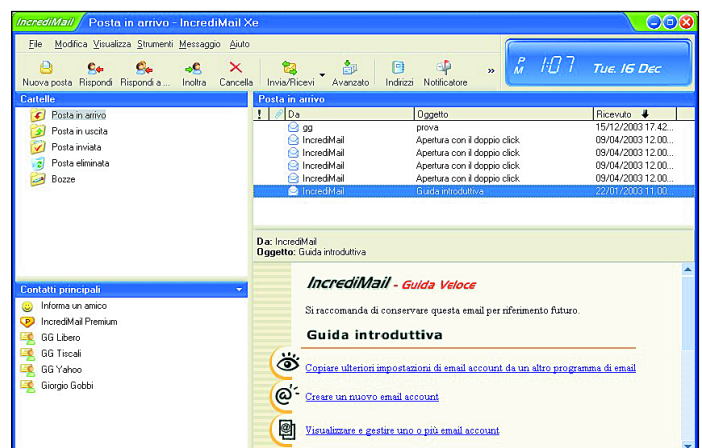 IncrediMail Posta in arrivo - IncrediMail Xe
File Modifica Visualizza Strumenti Messaggio Aiuto
Nuova posta Rispondi Rispondi a ... Inoltra Cancella Invia/Ricevi Avanzato Indirizzi Notificatore »
PM 1:07 Tue. 16 Dec
Cartelle
Posta in arrivo
Posta in uscita
Posta inviata
Posta eliminata
Bozze
Posta in arrivo
! Da Oggetto Ricevuto
gg prova 15/12/2003 17.42...
IncrediMail Apertura con il doppio click 09/04/2003 12.00...
IncrediMail Apertura con il doppio click. 09/04/2003 12.00...
IncrediMail Apertura con il doppio click. 09/04/2003 12.00...
IncrediMail Apertura con il doppio click. 09/04/2003 12.00...
IncrediMail Guida introduttiva 22/01/2003 11.00...
Da: IncrediMail
Oggetto: Guida introduttiva
Contatti principali
Informa un amico
IncrediMail Premium
GG Libero
GG Tiscali
GG Yahoo
Giorgio Gobbi
IncrediMail - Guida Veloce
Si raccomanda di conservare questa email per riferimento futuro.
Guida introduttiva
Copiare ulteriori impostazioni di email account da un altro programma di email
Creare un nuovo email account
Visualizzare e gestire uno o più email account